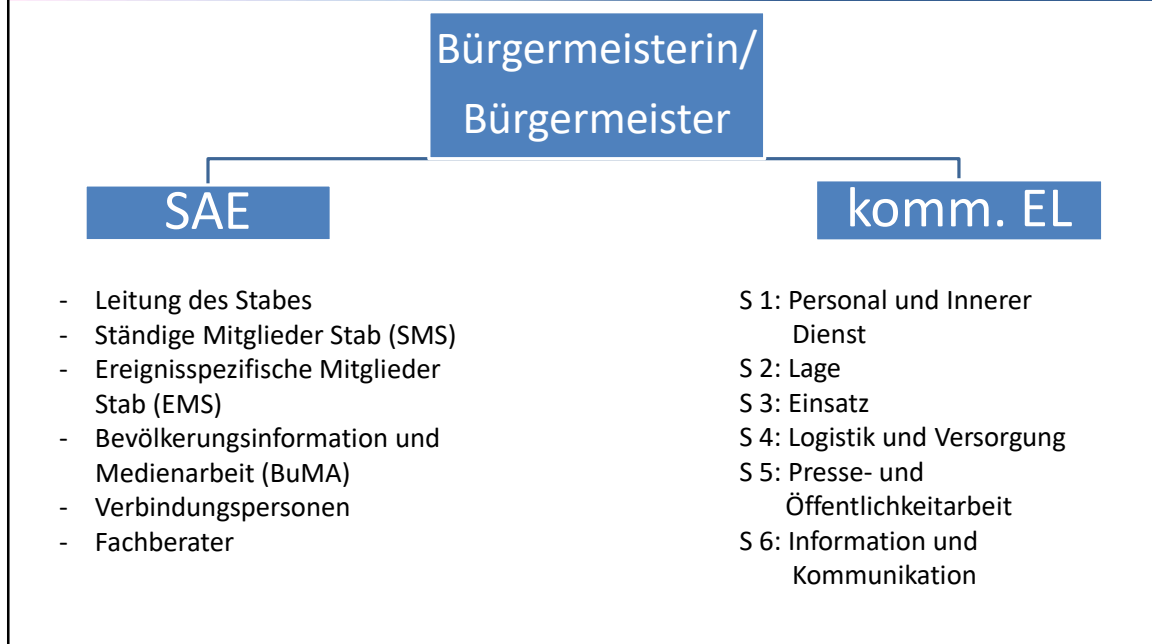 Bürgermeisterin/
Bürgermeister
SAE
komm. EL
- Leitung des Stabes
- Ständige Mitglieder Stab (SMS)
- Ereignisspezifische Mitglieder
Stab (EMS)
- Bevölkerungsinformation und
Medienarbeit (BuMA)
- Verbindungspersonen
- Fachberater
S 1: Personal und Innerer
Dienst
S 2: Lage
S 3: Einsatz
S 4: Logistik und Versorgung
S 5: Presse- und
Öffentlichkeitarbeit
S 6: Information und
Kommunikation